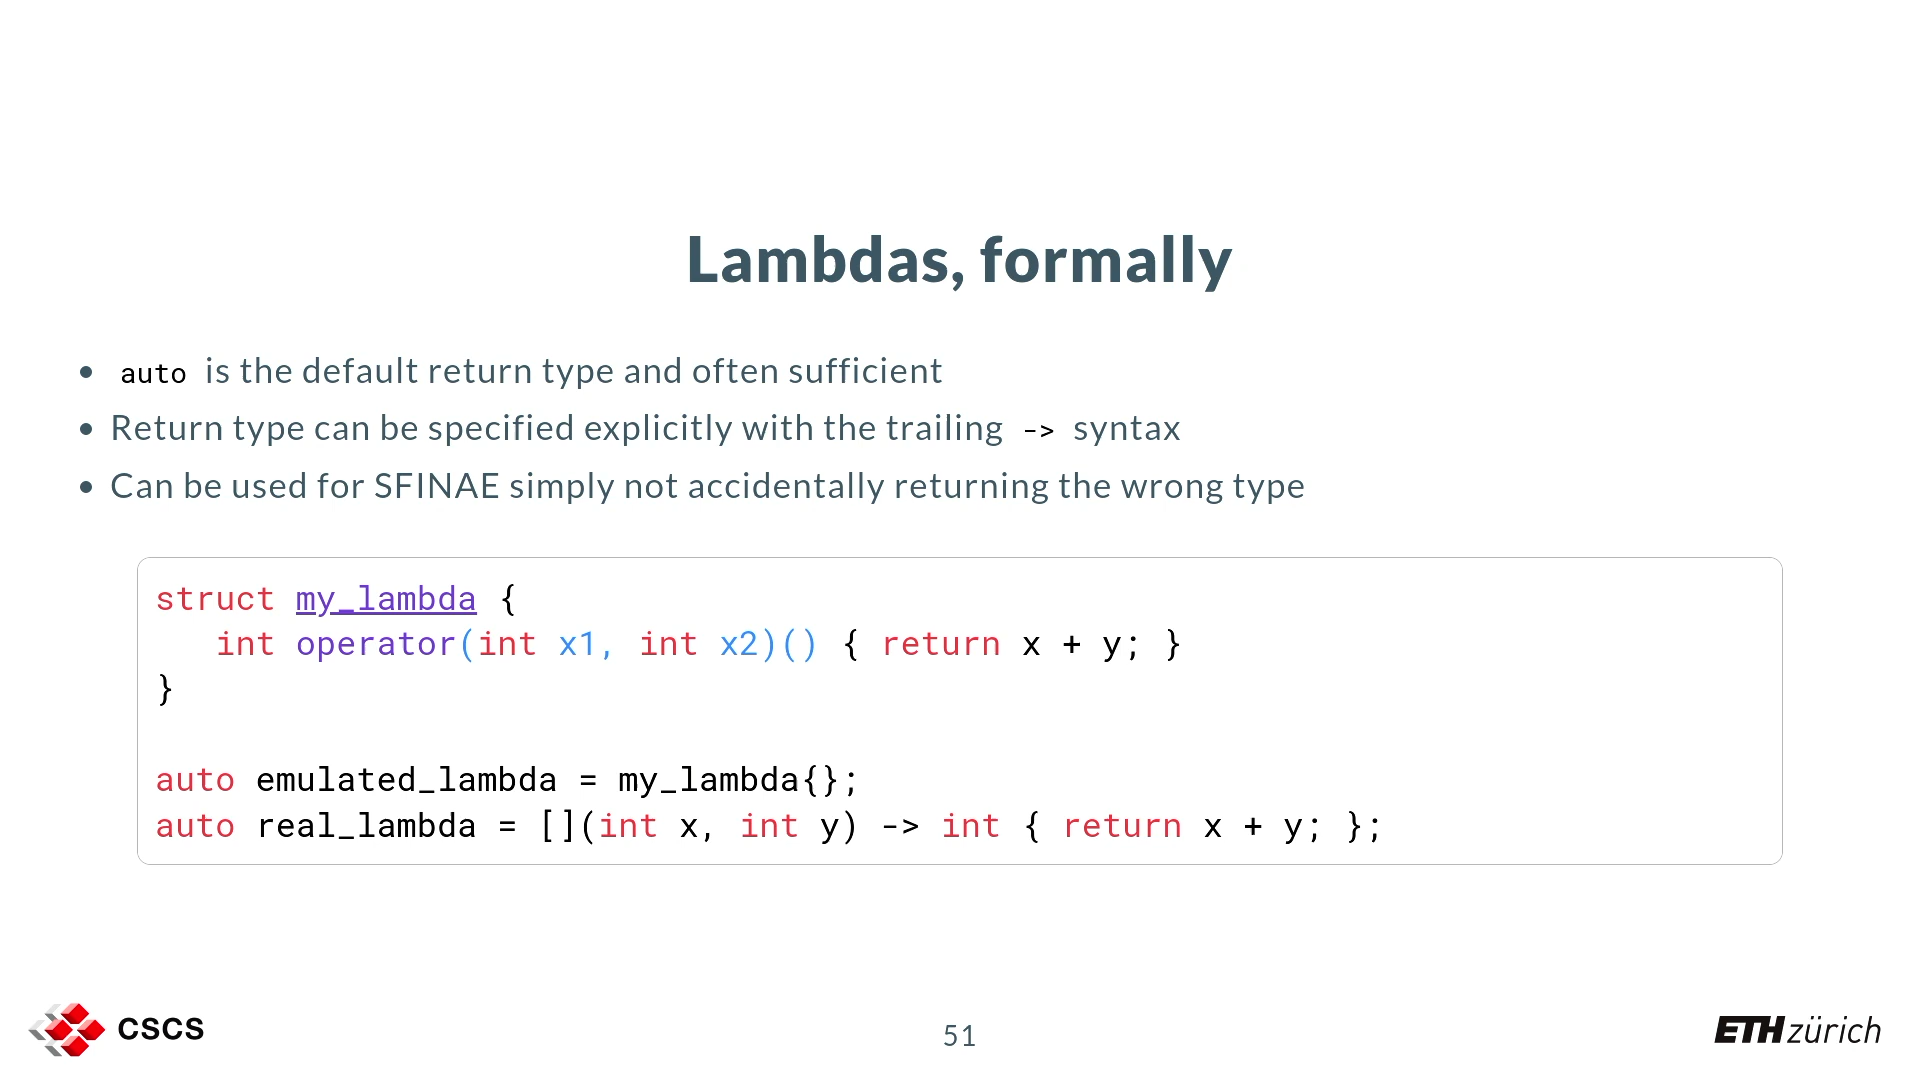 Lambdas, formally
auto is the default return type and often sufficient
Return type can be specified explicitly with the trailing -> syntax
Can be used for SFINAE simply not accidentally returning the wrong type
struct my_lambda {
   int operator(int x1, int x2)() { return x + y; }
}
auto emulated_lambda = my_lambda{};
auto real_lambda = [](int x, int y) -> int { return x + y; };
CSCS
51
ETH zürich